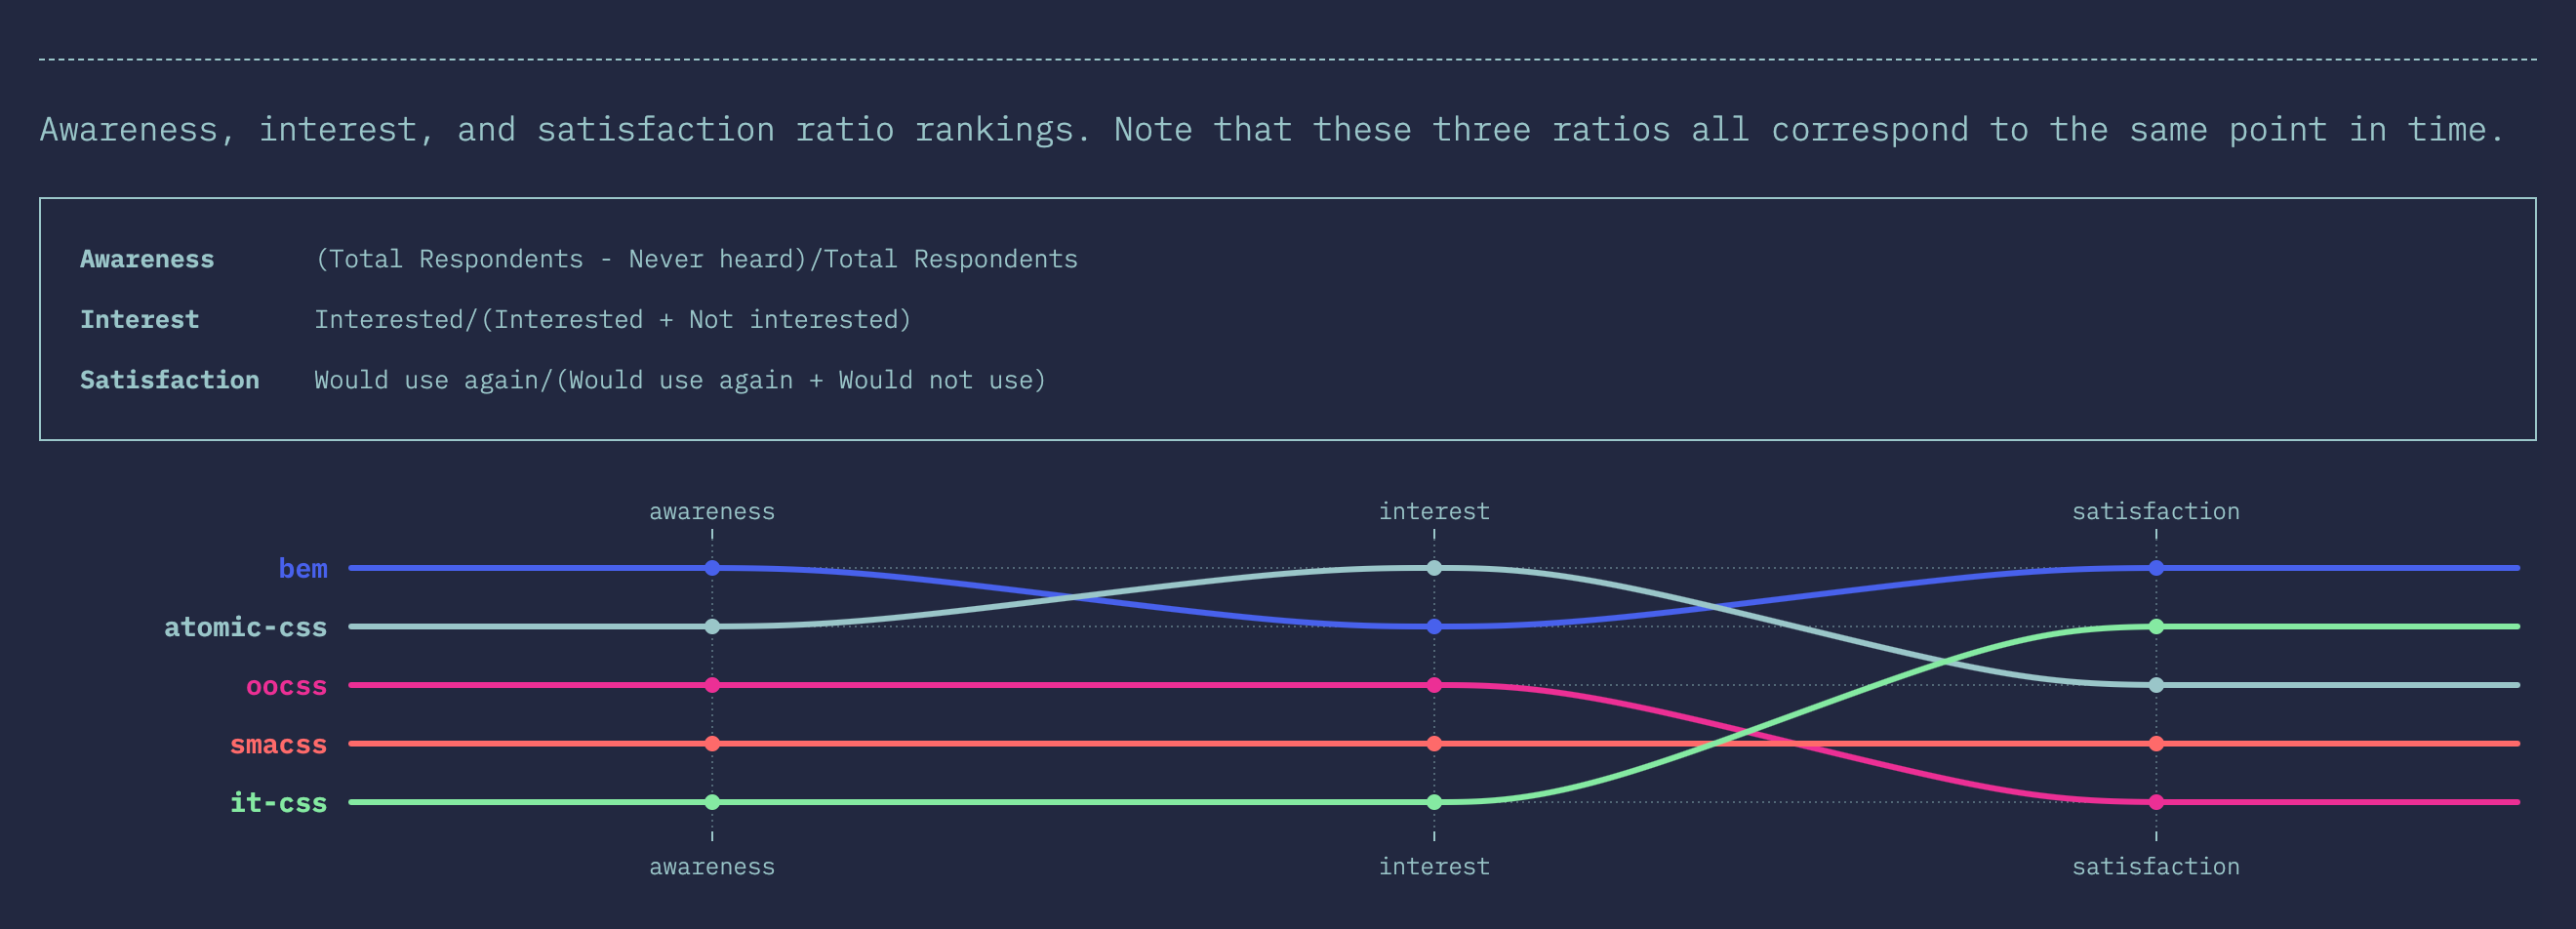 Awareness, interest, and satisfaction ratio rankings. Note that these three ratios all correspond to the same point in time.
Awareness (Total Respondents - Never heard)/Total Respondents
Interest Interested/(Interested + Not interested)
Satisfaction Would use again/(Would use again + Would not use)
awareness interest satisfaction
bem
atomic-css
oocss
smacss
it-css
awareness interest satisfaction